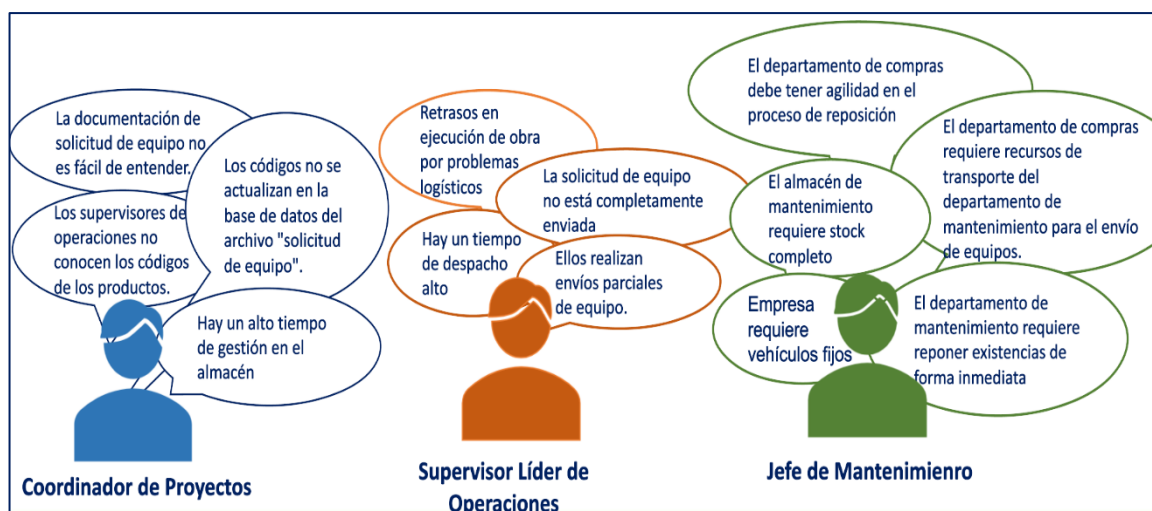 La documentación de
solicitud de equipo no
es fácil de entender.
Los supervisores de
operaciones no
conocen los códigos
de los productos.
Los códigos no se
actualizan en la
base de datos del
archivo "solicitud
de equipo".
Hay un alto tiempo
de gestión en el
almacén
Coordinador de Proyectos
Retrasos en
ejecución de obra
por problemas
logísticos
La solicitud de equipo
no está completamente
enviada
Hay un tiempo
de despacho
alto
Ellos realizan
envíos parciales
de equipo.
Supervisor Líder de
Operaciones
El departamento de compras
debe tener agilidad en el
proceso de reposición
El departamento de compras
requiere recursos de
transporte del
departamento de
mantenimiento para el envío
de equipos.
El almacén de
mantenimiento
requiere stock
completo
Empresa
requiere
vehículos fijos
El departamento de
mantenimiento requiere
reponer existencias de
forma inmediata
Jefe de Mantenimienro